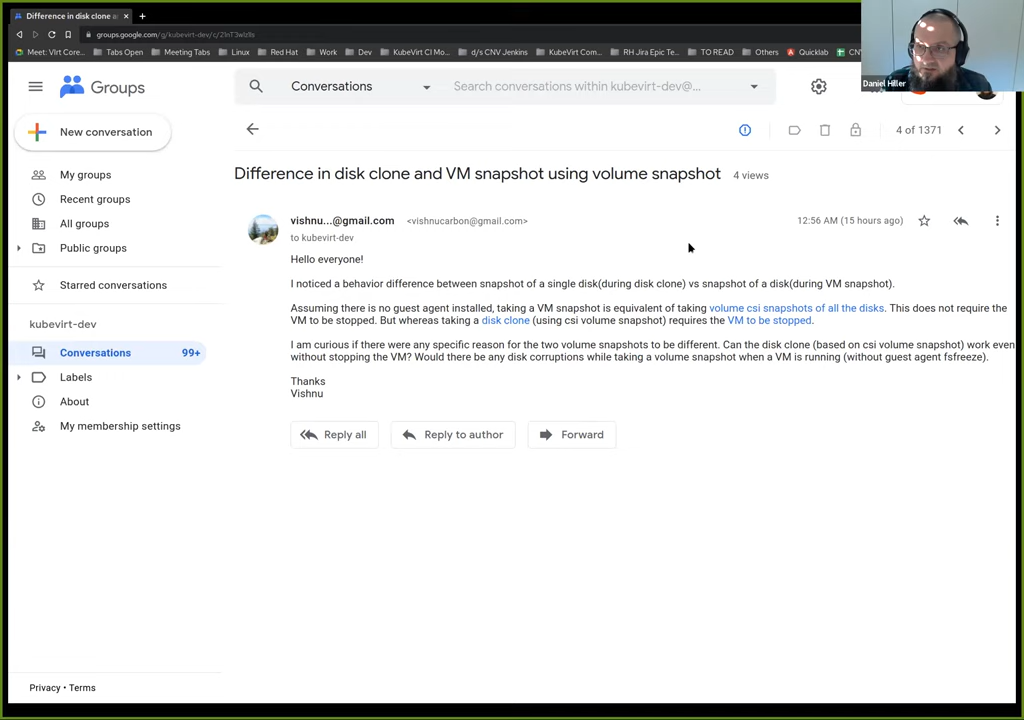 Difference in disk clone a
groups.google.com/g/kubevirt-dev/c/21nT3wlzI9s
Meet: Virt Core...
Tabs Open
Meeting Tabs
Linux
Red Hat
Work
Dev
KubeVirt CI Mo...
d/s CNV Jenkins
KubeVirt Com...
RH Jira Epic Te...
TO READ
Others
Quicklab
Daniel Hiller
Groups
Conversations
Search conversations within kubevirt-dev@...
New conversation
4 of 1371
My groups
Recent groups
All groups
Public groups
Starred conversations
kubevirt-dev
Conversations 99+
Labels
About
My membership settings
Privacy • Terms
Difference in disk clone and VM snapshot using volume snapshot 4 views
vishnu...@gmail.com <vishnucarbon@gmail.com> 12:56 AM (15 hours ago)
to kubevirt-dev
Hello everyone!
I noticed a behavior difference between snapshot of a single disk(during disk clone) vs snapshot of a disk(during VM snapshot).
Assuming there is no guest agent installed, taking a VM snapshot is equivalent of taking volume csi snapshots of all the disks. This does not require the
VM to be stopped. But whereas taking a disk clone (using csi volume snapshot) requires the VM to be stopped.
I am curious if there were any specific reason for the two volume snapshots to be different. Can the disk clone (based on csi volume snapshot) work even
without stopping the VM? Would there be any disk corruptions while taking a volume snapshot when a VM is running (without guest agent fsfreeze).
Thanks
Vishnu
Reply all
Reply to author
Forward